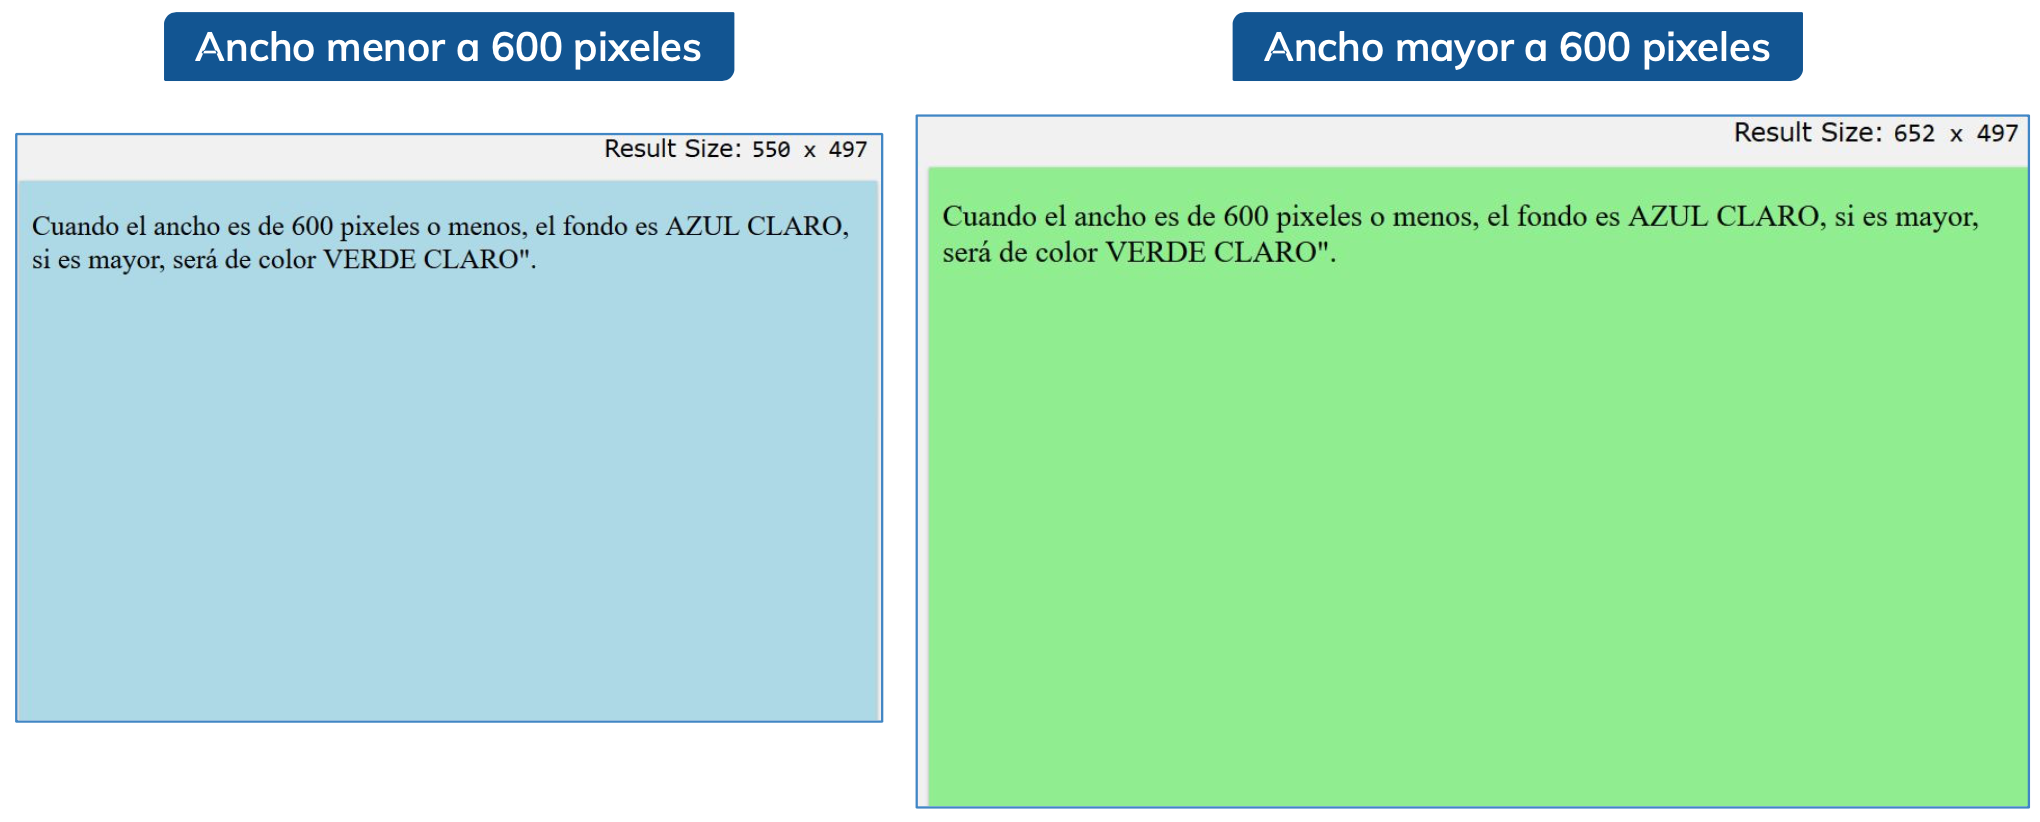 Ancho menor a 600 pixeles
Result Size: 550 x 497
Cuando el ancho es de 600 pixeles o menos, el fondo es AZUL CLARO,
si es mayor, será de color VERDE CLARO".
Ancho mayor a 600 pixeles
Result Size: 652 x 497
Cuando el ancho es de 600 pixeles o menos, el fondo es AZUL CLARO, si es mayor,
será de color VERDE CLARO".